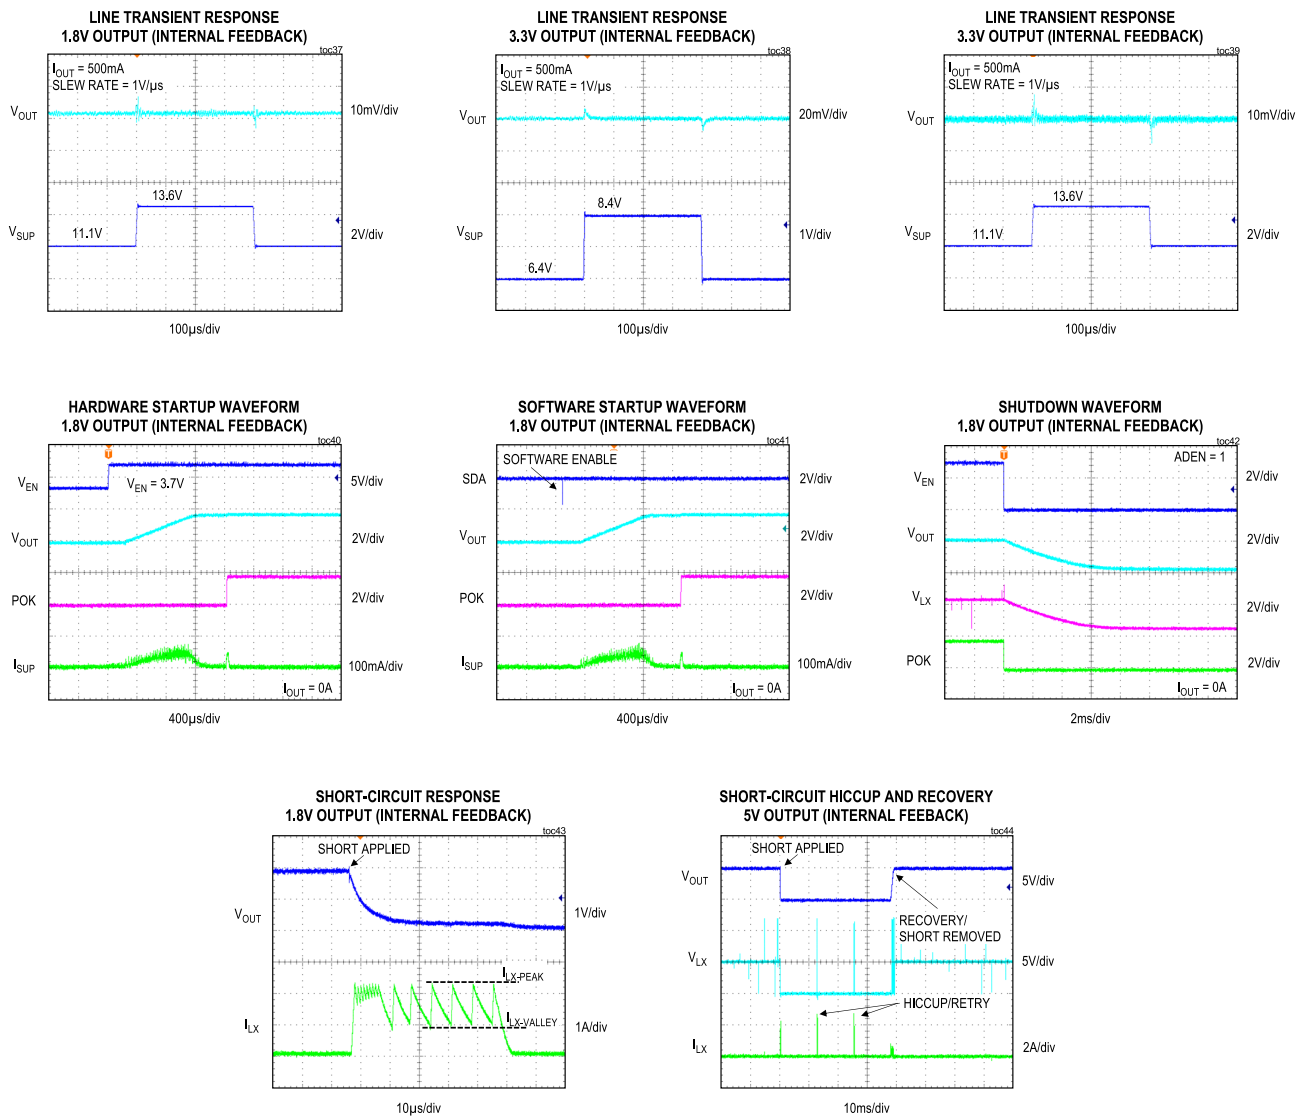 LINE TRANSIENT RESPONSE
1.8V OUTPUT (INTERNAL FEEDBACK)
toc37
IOUT = 500mA
SLEW RATE = 1V/µs
VOUT
10mV/div
13.6V
11.1V
VSUP
2V/div
100µs/div
LINE TRANSIENT RESPONSE
3.3V OUTPUT (INTERNAL FEEDBACK)
toc38
IOUT = 500mA
SLEW RATE = 1V/µs
VOUT
20mV/div
8.4V
VSUP
1V/div
6.4V
100µs/div
LINE TRANSIENT RESPONSE
3.3V OUTPUT (INTERNAL FEEDBACK)
toc39
IOUT = 500mA
SLEW RATE = 1V/µs
VOUT
10mV/div
13.6V
11.1V
VSUP
2V/div
100µs/div
HARDWARE STARTUP WAVEFORM
1.8V OUTPUT (INTERNAL FEEDBACK)
toc40
T
VEN
VEN = 3.7V
5V/div
VOUT
2V/div
POK
2V/div
ISUP
100mA/div
IOUT = 0A
400µs/div
SOFTWARE STARTUP WAVEFORM
1.8V OUTPUT (INTERNAL FEEDBACK)
toc41
SOFTWARE ENABLE
SDA
2V/div
VOUT
2V/div
POK
2V/div
ISUP
100mA/div
IOUT = 0A
400µs/div
SHUTDOWN WAVEFORM
1.8V OUTPUT (INTERNAL FEEDBACK)
toc42
T
ADEN = 1
VEN
2V/div
VOUT
2V/div
VLX
2V/div
POK
2V/div
IOUT = 0A
2ms/div
SHORT-CIRCUIT RESPONSE
1.8V OUTPUT (INTERNAL FEEDBACK)
toc43
SHORT APPLIED
VOUT
1V/div
ILX-PEAK
ILX-VALLEY
ILX
1A/div
10µs/div
SHORT-CIRCUIT HICCUP AND RECOVERY
5V OUTPUT (INTERNAL FEEBACK)
toc44
SHORT APPLIED
VOUT
5V/div
RECOVERY/
SHORT REMOVED
VLX
5V/div
HICCUP/RETRY
ILX
2A/div
10ms/div